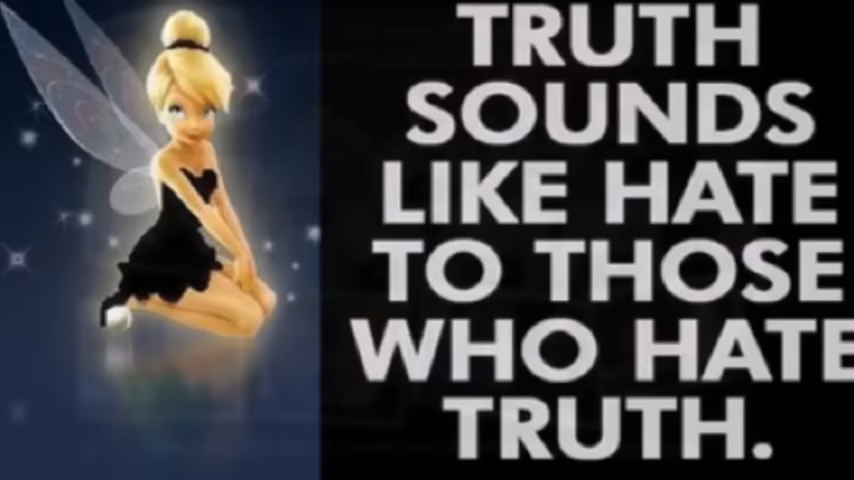 TRUTH
SOUNDS
LIKE HATE
TO THOSE
WHO HATE
TRUTH.